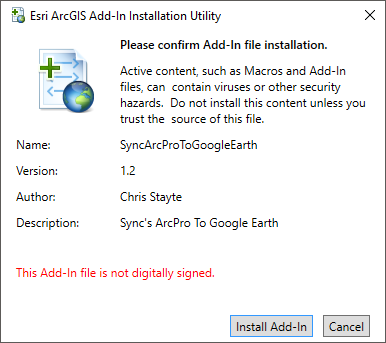 Esri ArcGIS Add-In Installation Utility
Please confirm Add-In file installation.
Active content, such as Macros and Add-In
files, can  contain viruses or other security
hazards.  Do not install this content unless you
trust the  source of this file.
Name: SyncArcProToGoogleEarth
Version: 1.2
Author: Chris Stayte
Description: Sync's ArcPro To Google Earth
This Add-In file is not digitally signed.
Install Add-In Cancel